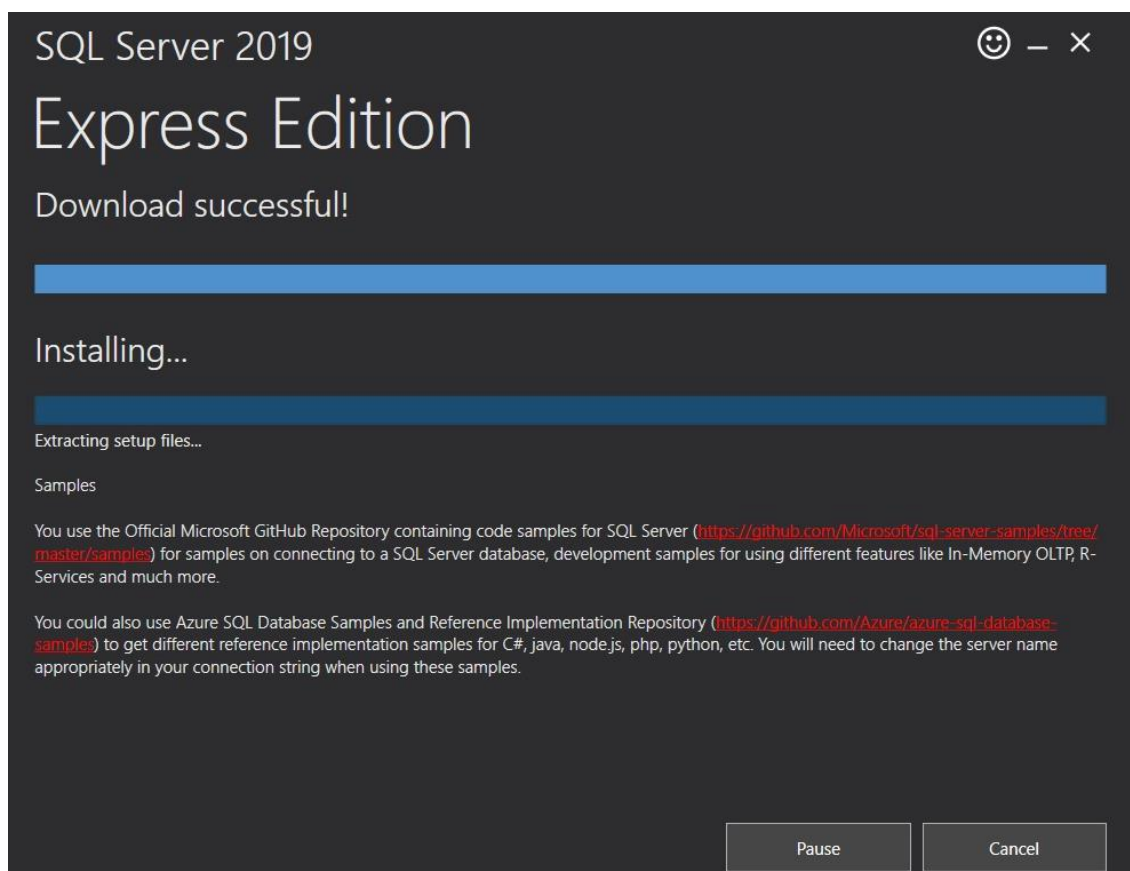 SQL Server 2019
Express Edition
Download successful!
Installing...
Extracting setup files...
Samples
You use the Official Microsoft GitHub Repository containing code samples for SQL Server (https://github.com/Microsoft/sql-server-samples/tree/
master/samples) for samples on connecting to a SQL Server database, development samples for using different features like In-Memory OLTP, R-
Services and much more.
You could also use Azure SQL Database Samples and Reference Implementation Repository (https://github.com/Azure/azure-sql-database-
samples) to get different reference implementation samples for C#, java, node.js, php, python, etc. You will need to change the server name
appropriately in your connection string when using these samples.
Pause
Cancel